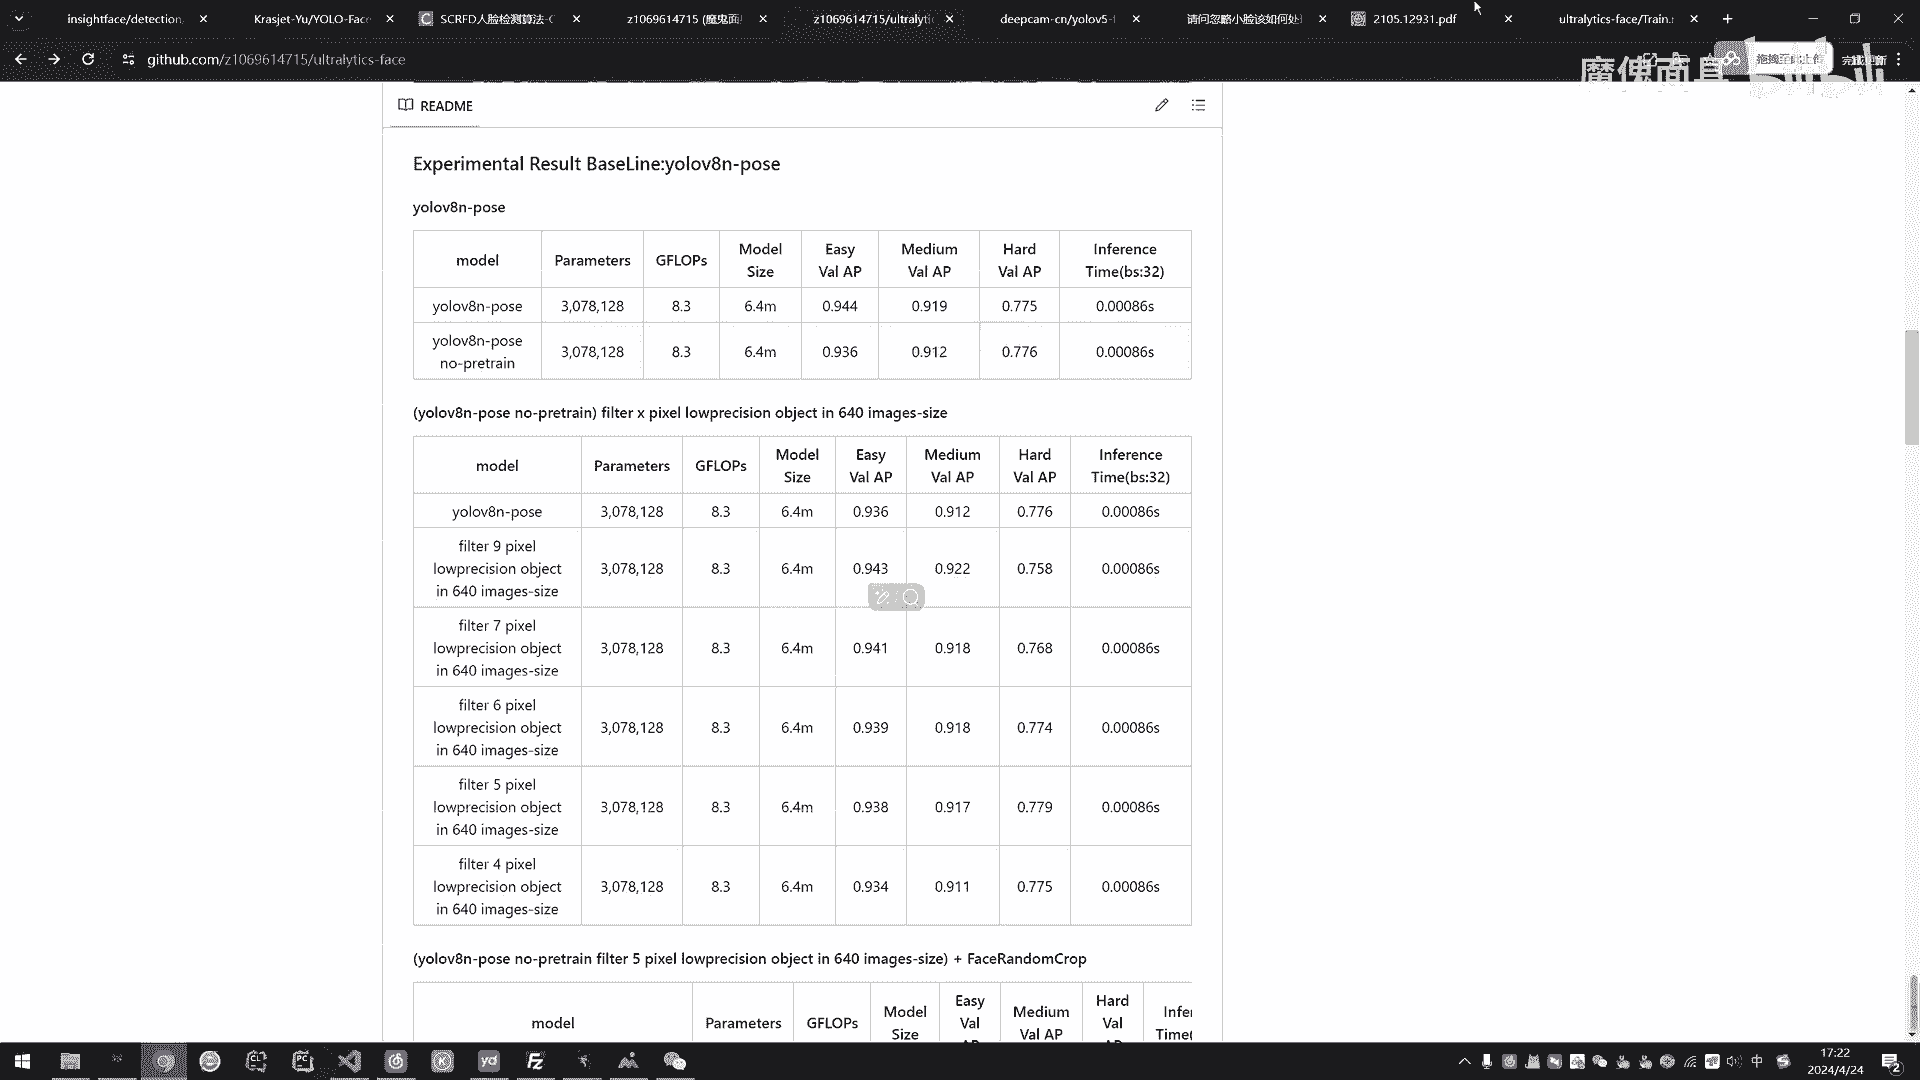 insightface/detection,
Krasjet-Yu/YOLO-Face
SCRFD人脸检测算法-C
z1069614715 (魔鬼面
z1069614715/ultralyti
deepcam-cn/yolov5-f
请问忽略小脸该如何处
2105.12931.pdf
ultralytics-face/Train.
github.com/z1069614715/ultralytics-face
README
Experimental Result BaseLine:yolov8n-pose
yolov8n-pose
model Parameters GFLOPs Model Size Easy Val AP Medium Val AP Hard Val AP Inference Time(bs:32)
yolov8n-pose 3,078,128 8.3 6.4m 0.944 0.919 0.775 0.00086s
yolov8n-pose no-pretrain 3,078,128 8.3 6.4m 0.936 0.912 0.776 0.00086s
(yolov8n-pose no-pretrain) filter x pixel lowprecision object in 640 images-size
model Parameters GFLOPs Model Size Easy Val AP Medium Val AP Hard Val AP Inference Time(bs:32)
yolov8n-pose 3,078,128 8.3 6.4m 0.936 0.912 0.776 0.00086s
filter 9 pixel lowprecision object in 640 images-size 3,078,128 8.3 6.4m 0.943 0.922 0.758 0.00086s
filter 7 pixel lowprecision object in 640 images-size 3,078,128 8.3 6.4m 0.941 0.918 0.768 0.00086s
filter 6 pixel lowprecision object in 640 images-size 3,078,128 8.3 6.4m 0.939 0.918 0.774 0.00086s
filter 5 pixel lowprecision object in 640 images-size 3,078,128 8.3 6.4m 0.938 0.917 0.779 0.00086s
filter 4 pixel lowprecision object in 640 images-size 3,078,128 8.3 6.4m 0.934 0.911 0.775 0.00086s
(yolov8n-pose no-pretrain filter 5 pixel lowprecision object in 640 images-size) + FaceRandomCrop
model Parameters GFLOPs Model Size Easy Val Medium Val AP Hard Val
17:22
2024/4/24